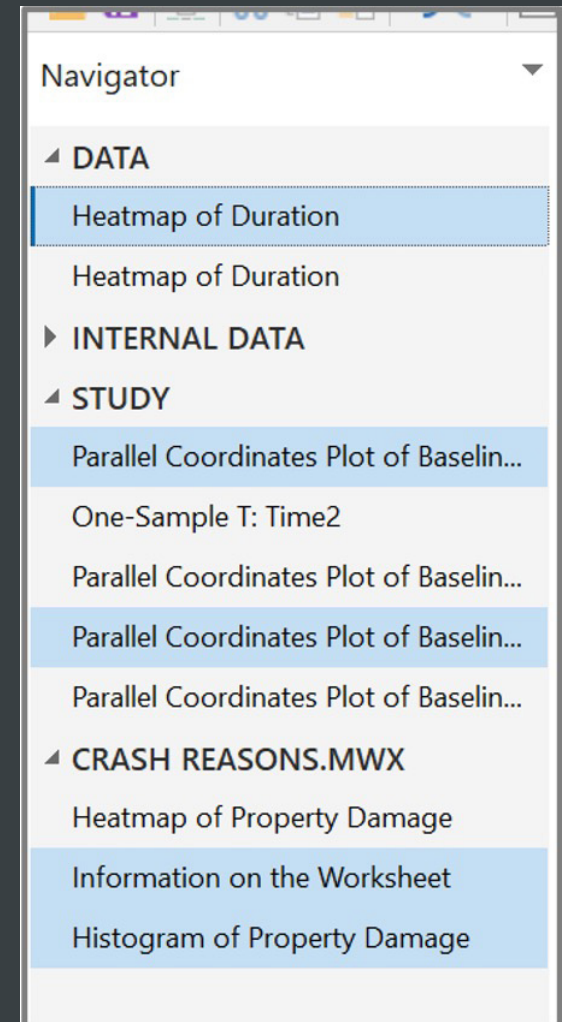 Navigator
DATA
Heatmap of Duration
Heatmap of Duration
INTERNAL DATA
STUDY
Parallel Coordinates Plot of Baselin...
One-Sample T: Time2
Parallel Coordinates Plot of Baselin...
Parallel Coordinates Plot of Baselin...
Parallel Coordinates Plot of Baselin...
CRASH REASONS.MWX
Heatmap of Property Damage
Information on the Worksheet
Histogram of Property Damage